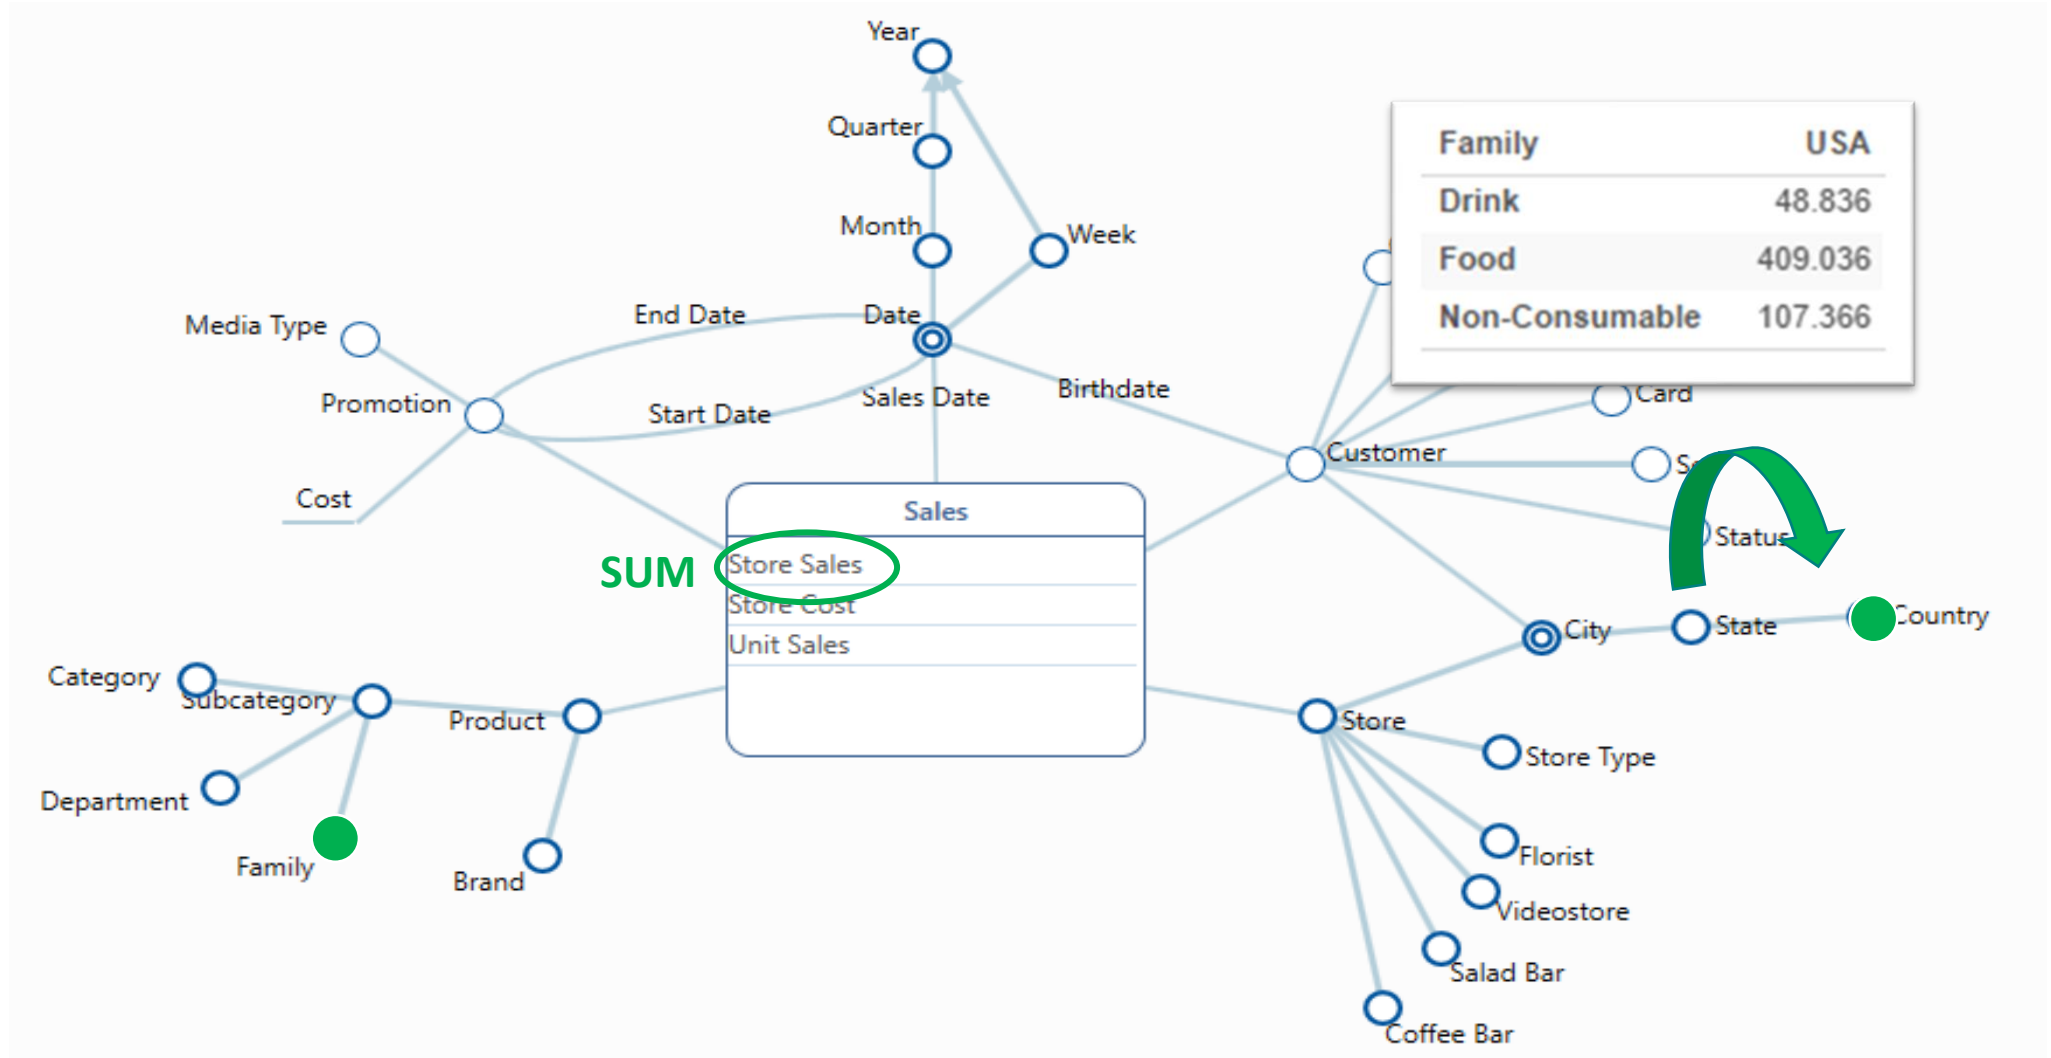 Year
Quarter
Month
Week
Family USA
Drink 48.836
Food 409.036
Non-Consumable 107.366
Media Type
End Date
Date
Promotion
Start Date
Sales Date
Birthdate
Card
Customer
Cost
Status
Sales
SUM
Store Sales
Store Cost
Unit Sales
City
State
Country
Category
Subcategory
Product
Store
Store Type
Department
Family
Brand
Florist
Videostore
Salad Bar
Coffee Bar